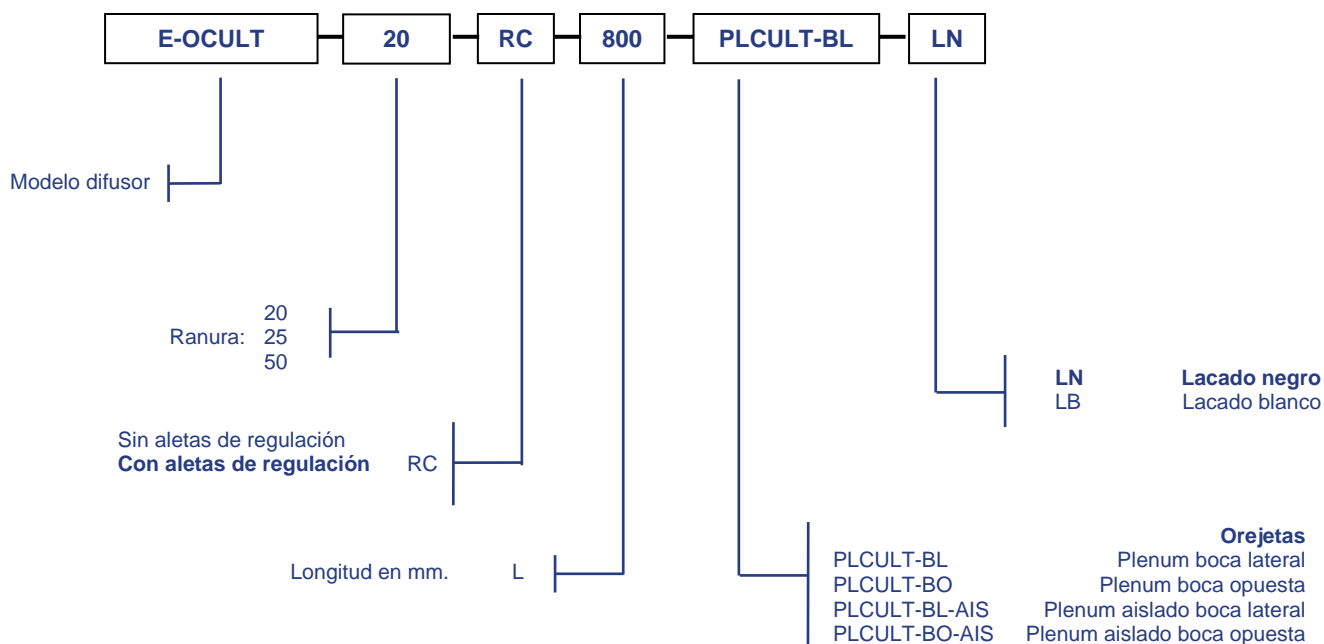 E-OCULT 20 RC 800 PLCULT-BL LN
Modelo difusor
20
Ranura: 25
50
LN Lacado negro
LB Lacado blanco
Sin aletas de regulación
Con aletas de regulación RC
Longitud en mm. L
Orejetas
PLCULT-BL Plenum boca lateral
PLCULT-BO Plenum boca opuesta
PLCULT-BL-AIS Plenum aislado boca lateral
PLCULT-BO-AIS Plenum aislado boca opuesta